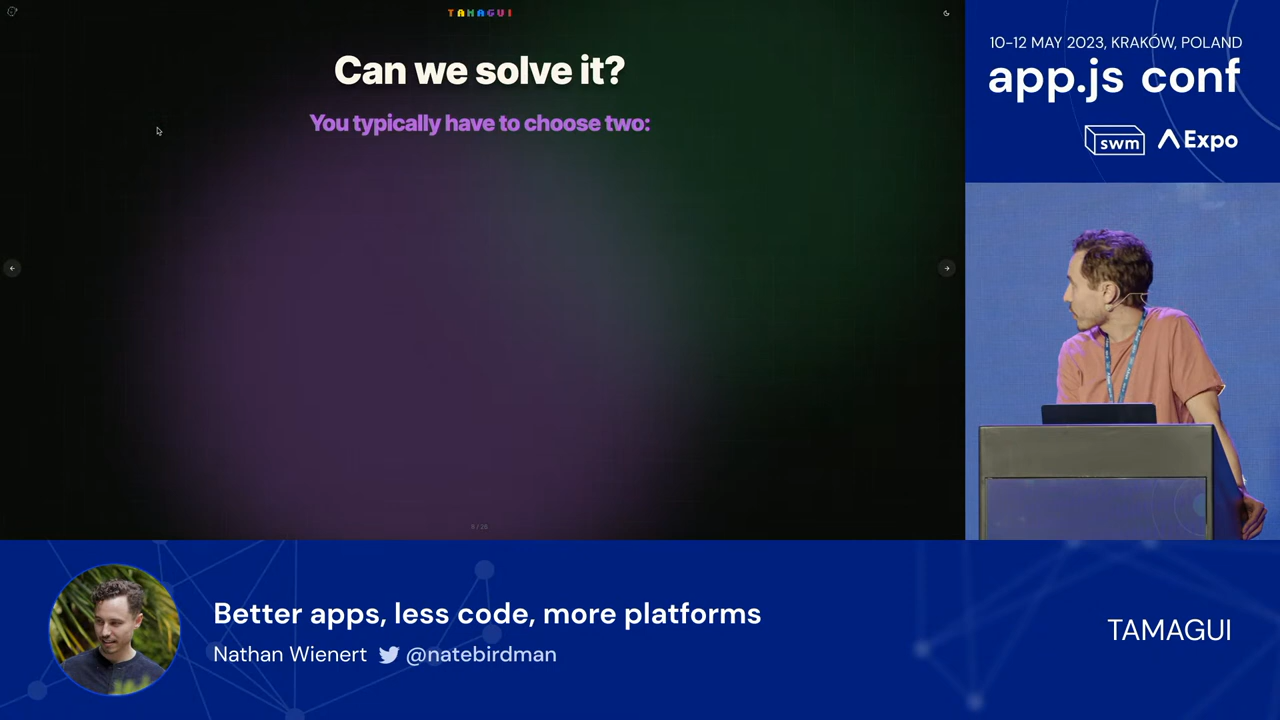 TAMAGUI
Can we solve it?
You typically have to choose two:
10-12 MAY 2023, KRAKÓW, POLAND
app.js conf
swm
Expo
Better apps, less code, more platforms
Nathan Wienert
@natebirdman
TAMAGUI